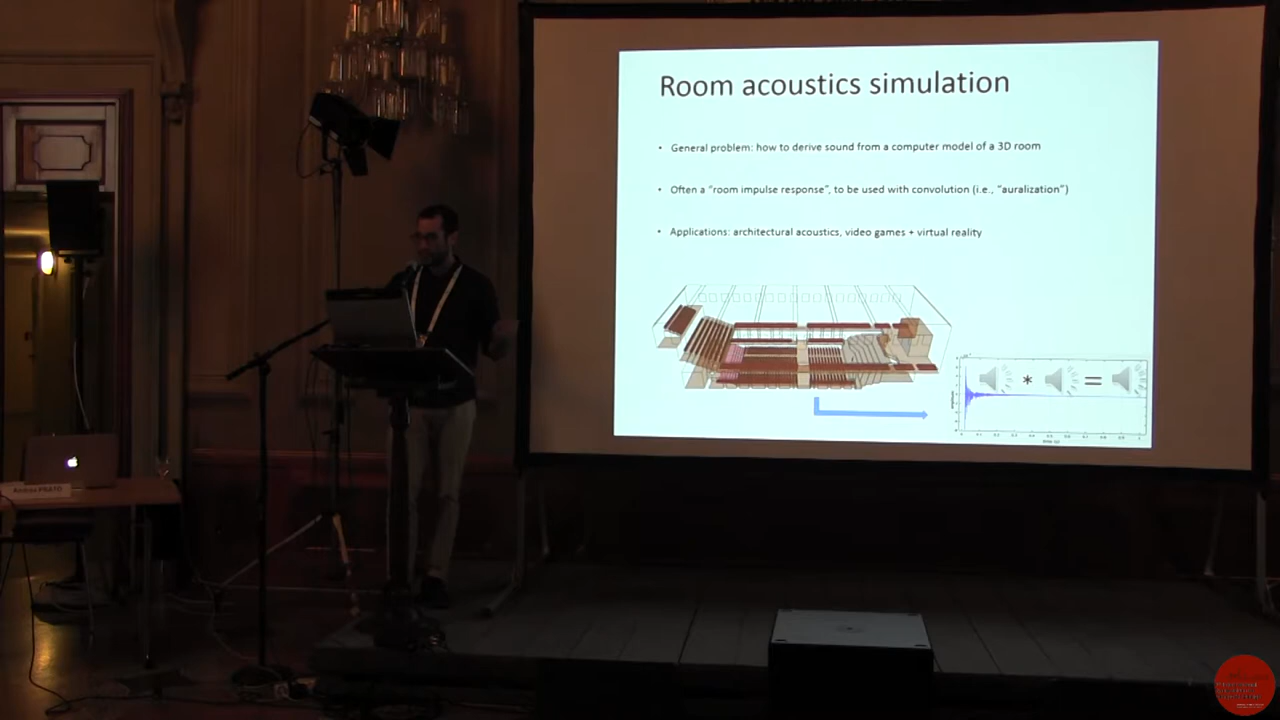 Room acoustics simulation
• General problem: how to derive sound from a computer model of a 3D room
• Often a "room impulse response", to be used with convolution (i.e., "auralization")
• Applications: architectural acoustics, video games + virtual reality
* =